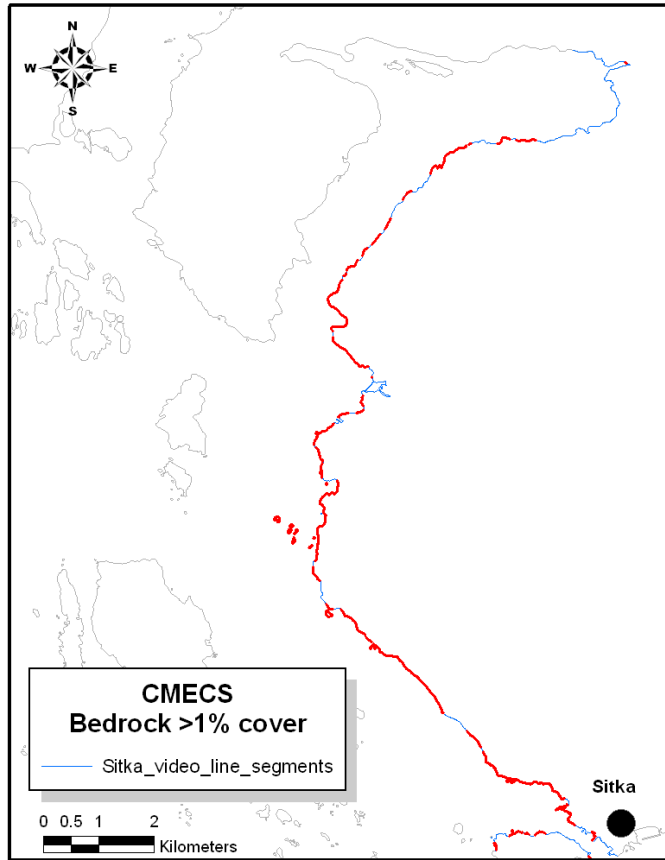 N
W E
S
CMECS
Bedrock >1% cover
Sitka_video_line_segments
Sitka
0 0.5 1 2
Kilometers